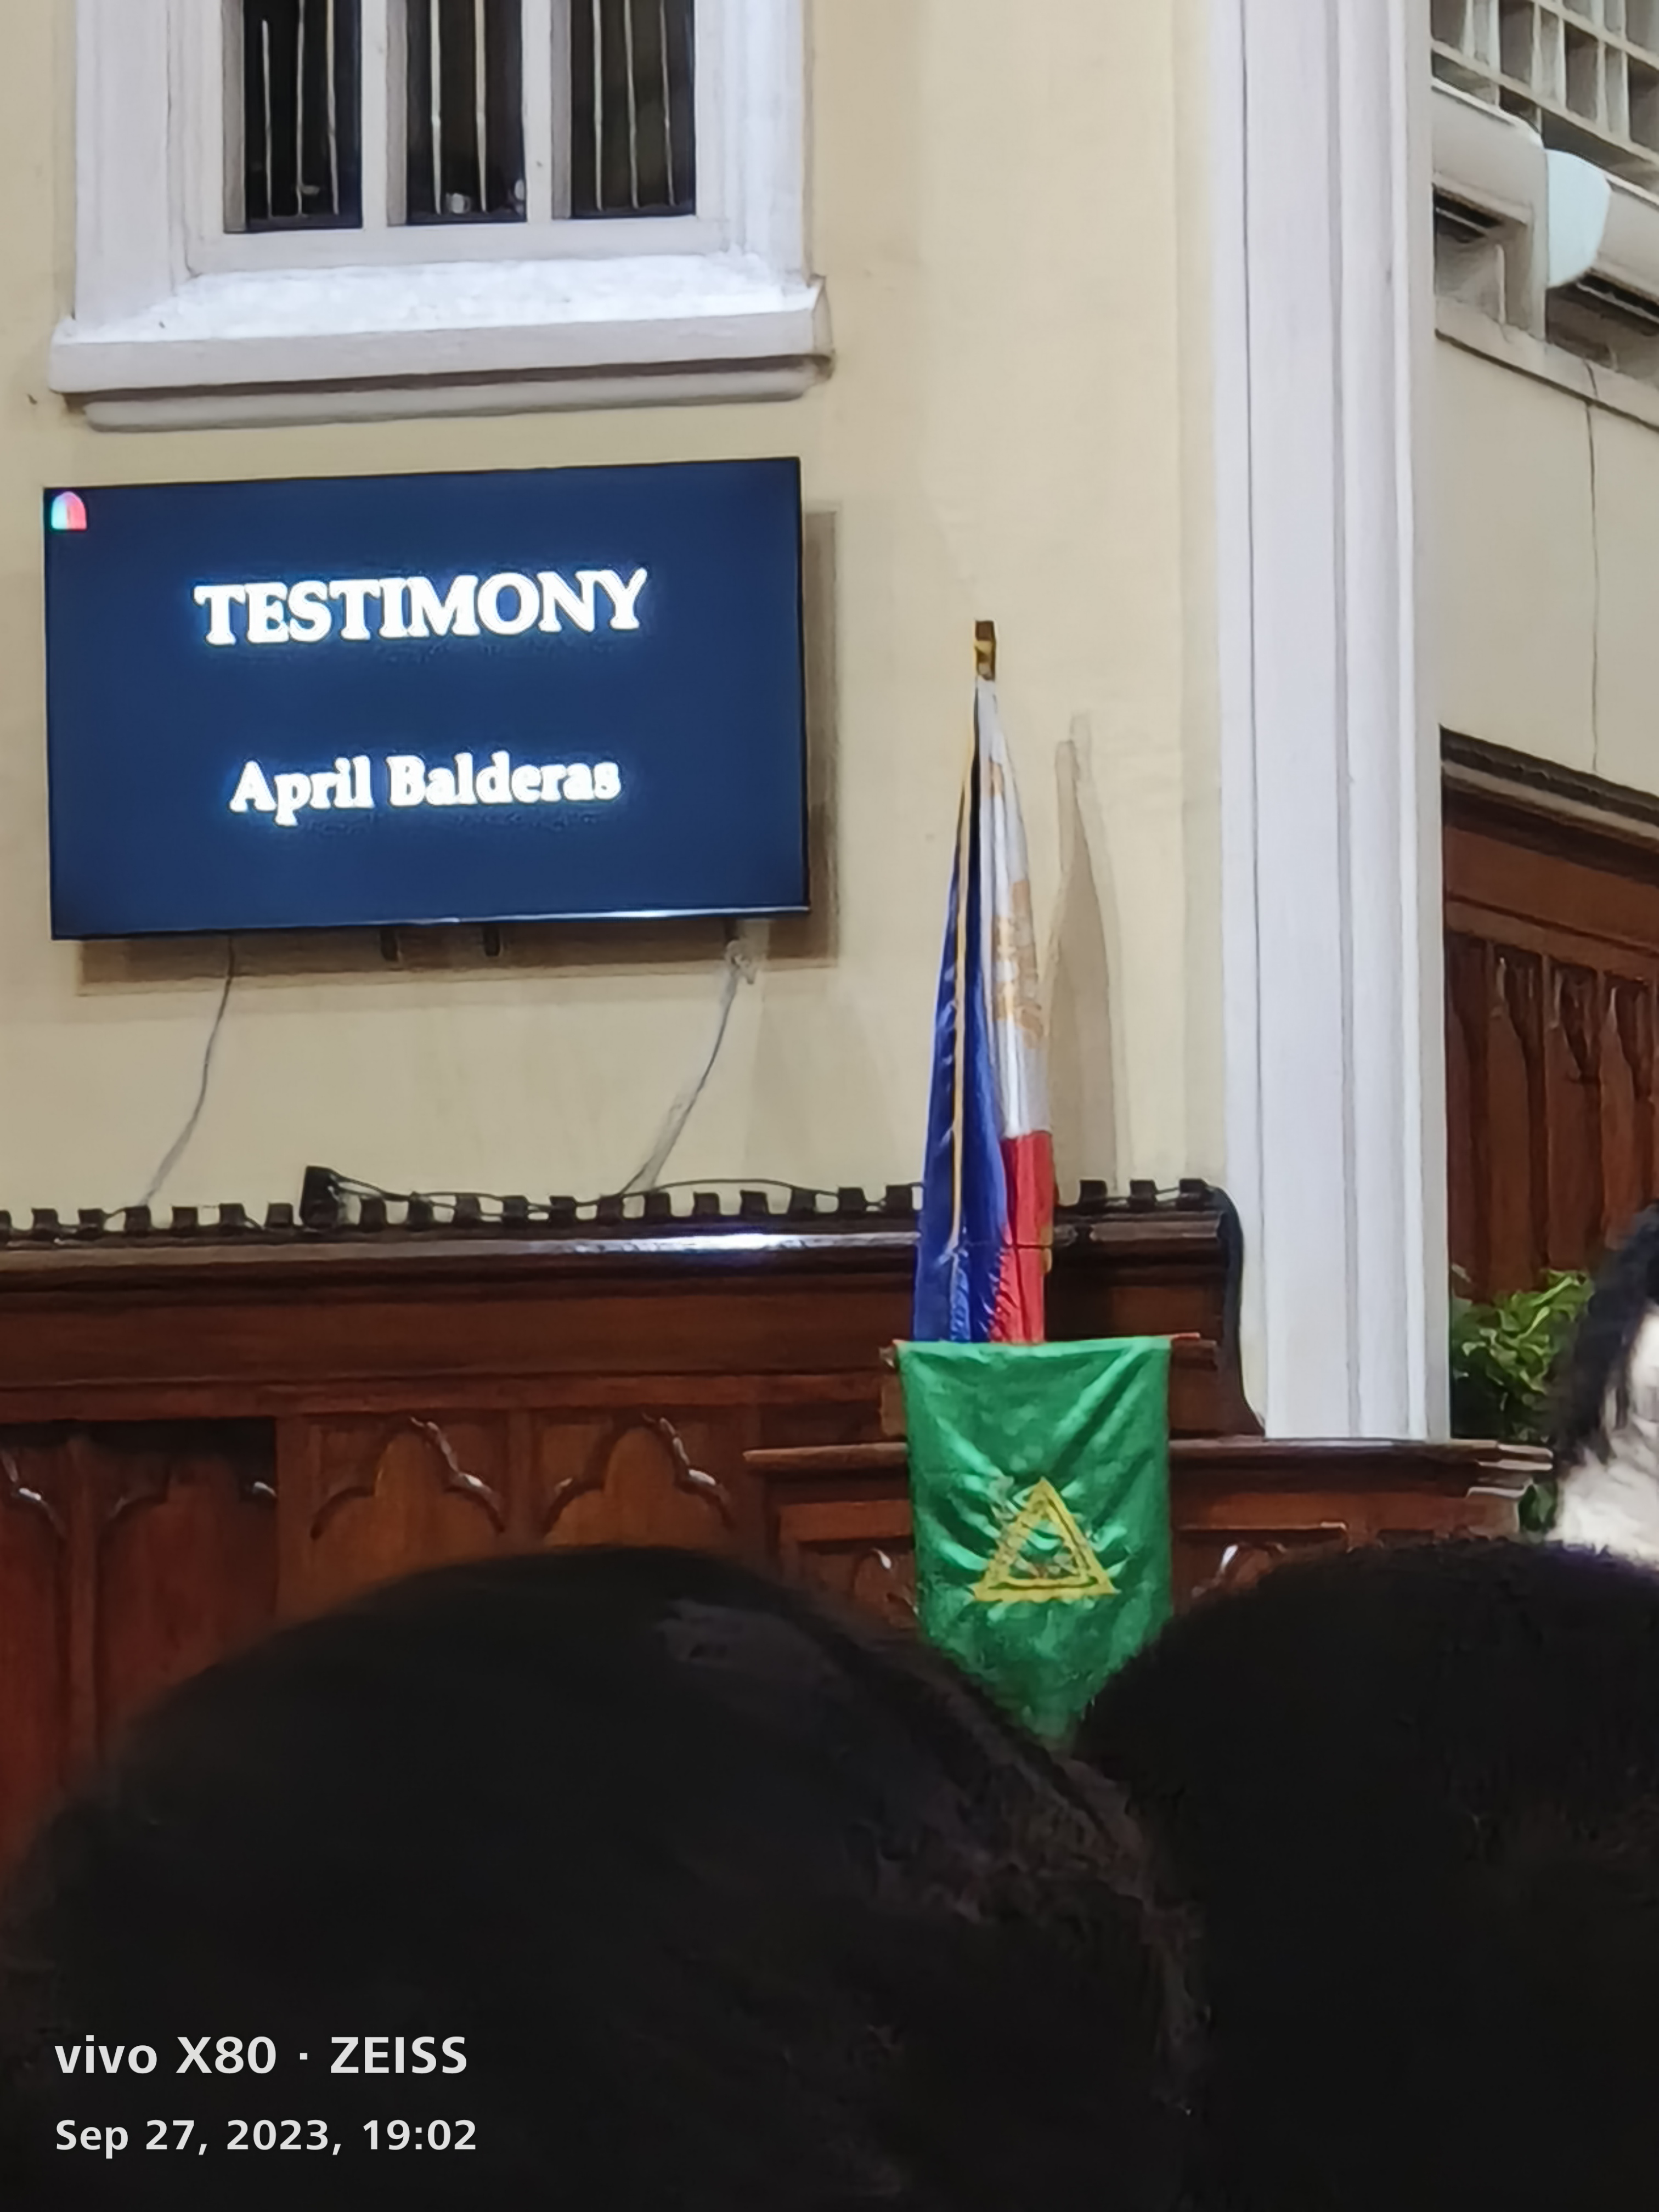 TESTIMONY
April Balderas
vivo X80 · ZEISS
Sep 27, 2023, 19:02